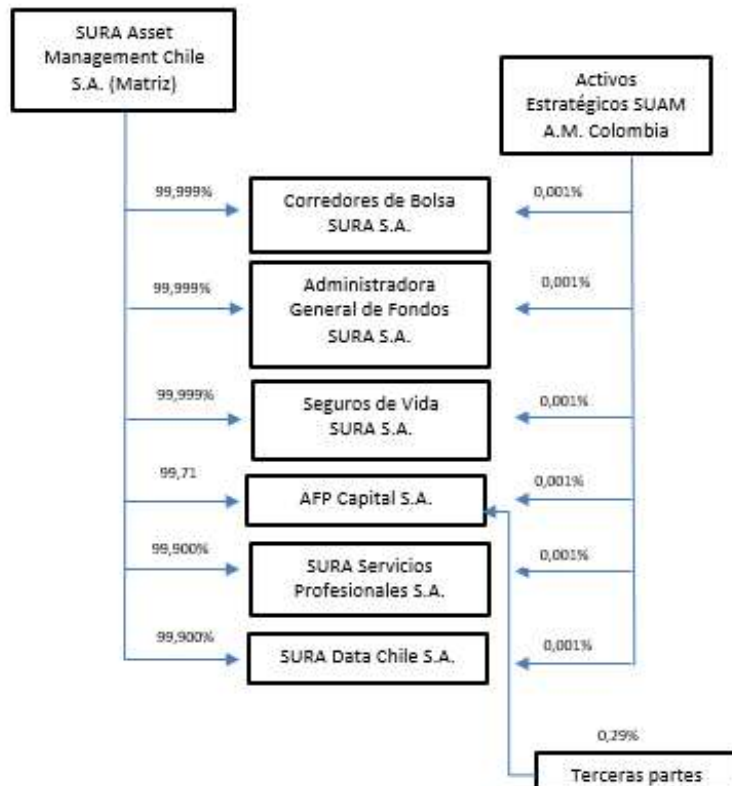 SURA Asset
Management Chile
S.A. (Matriz)
Activos
Estratégicos SUAM
A.M. Colombia
99,999%
Corredores de Bolsa
SURA S.A.
0,001%
99,999%
Administradora
General de Fondos
SURA S.A.
0,001%
99,999%
Seguros de Vida
SURA S.A.
0,001%
99,71
AFP Capital S.A.
0,001%
99,900%
SURA Servicios
Profesionales S.A.
0,001%
99,900%
SURA Data Chile S.A.
0,001%
0,29%
Terceras partes